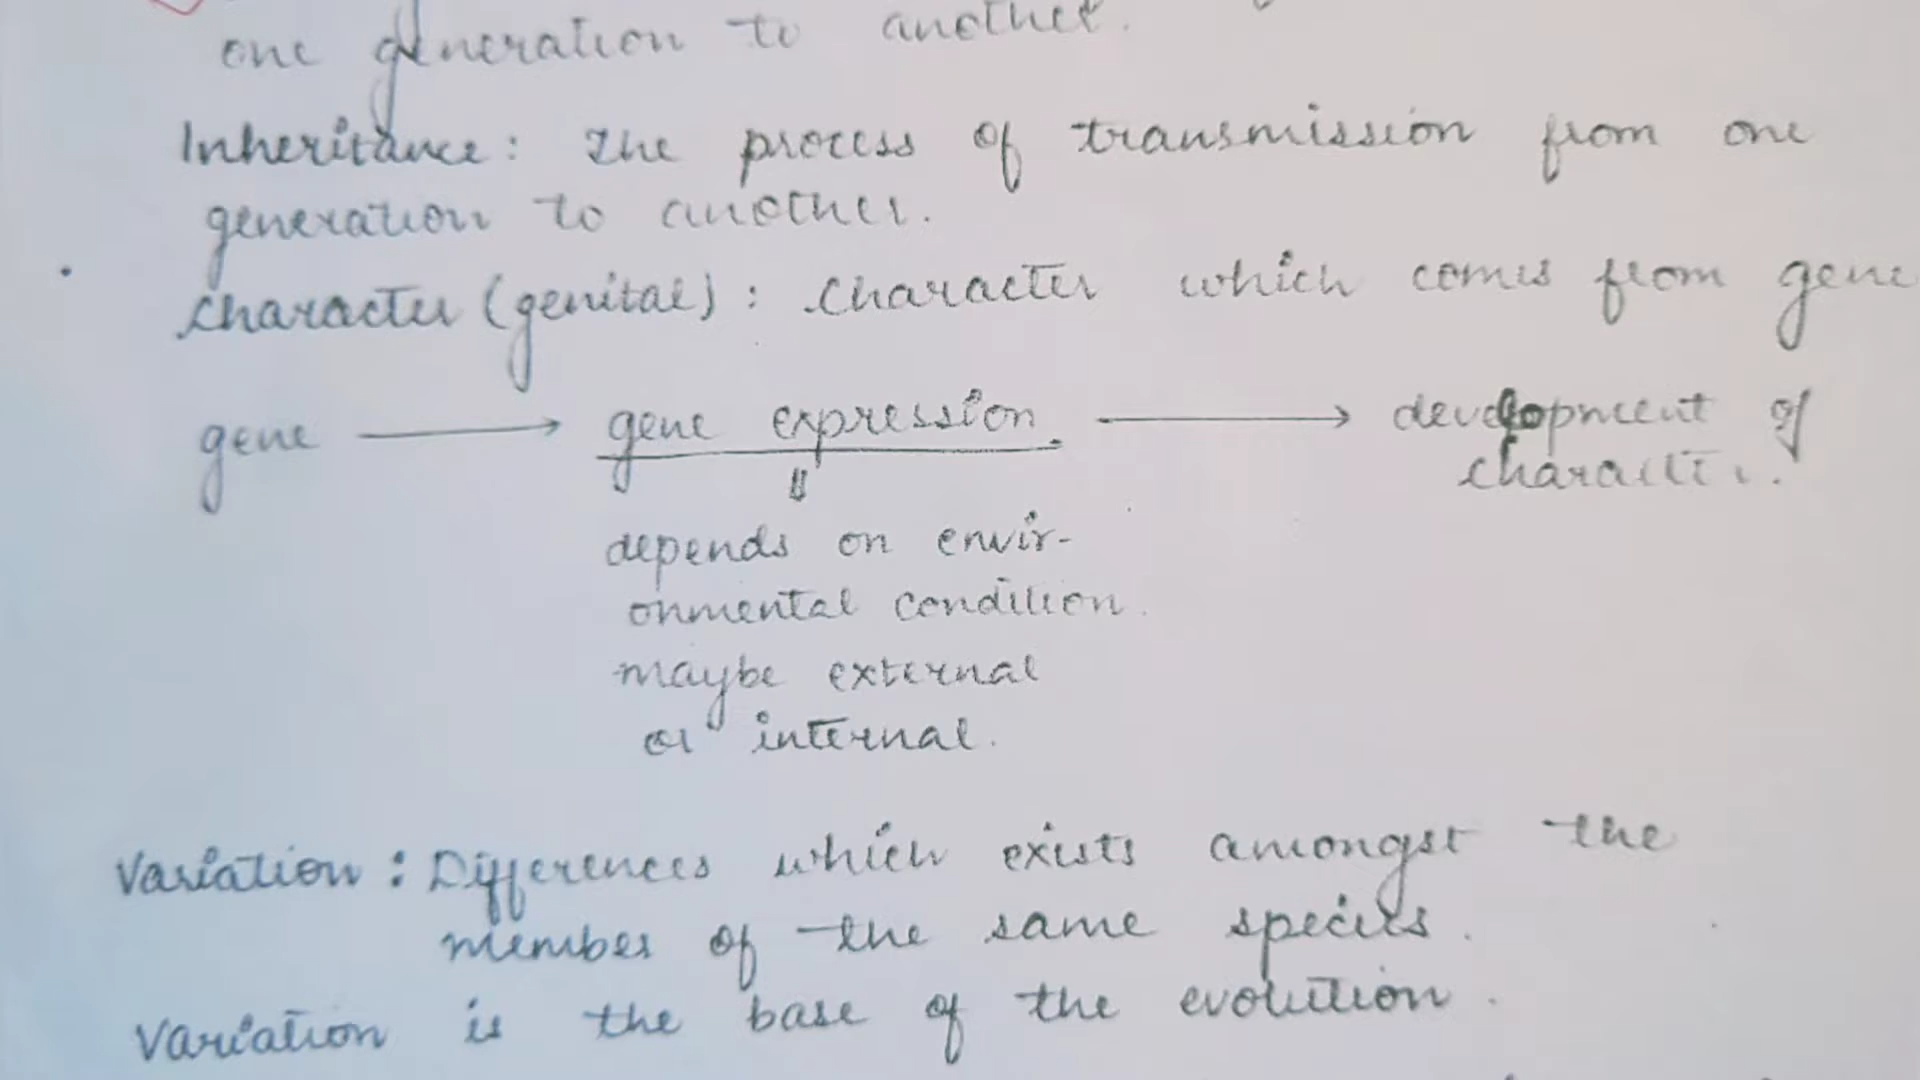 one generation to another.
Inheritance: The process of transmission from one
generation to another.
Character (genital): Character which comes from gene
gene → gene expression. → development of
character.
⇓
depends on envir-
onmental condition.
maybe external
or internal.
Variation: Differences which exists amongst the
member of the same species.
Variation is the base of the evolution.